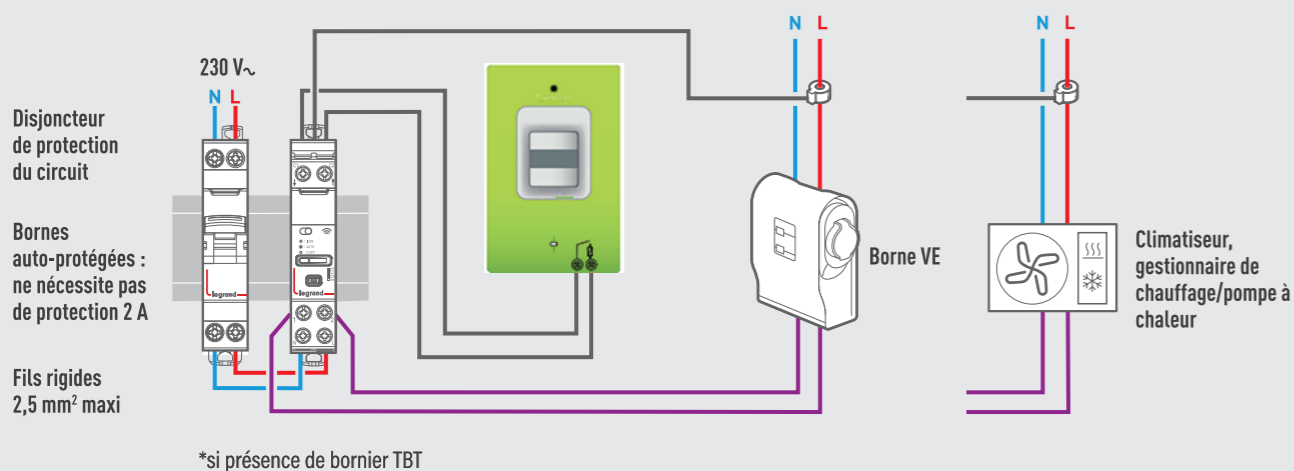 N L
N L
230 V~
N L
Disjoncteur
de protection
du circuit
Bornes
auto-protégées :
ne nécessite pas
de protection 2 A
Fils rigides
2,5 mm² maxi
legrand
legrand
Borne VE
Climatiseur,
gestionnaire de
chauffage/pompe à
chaleur
*si présence de bornier TBT